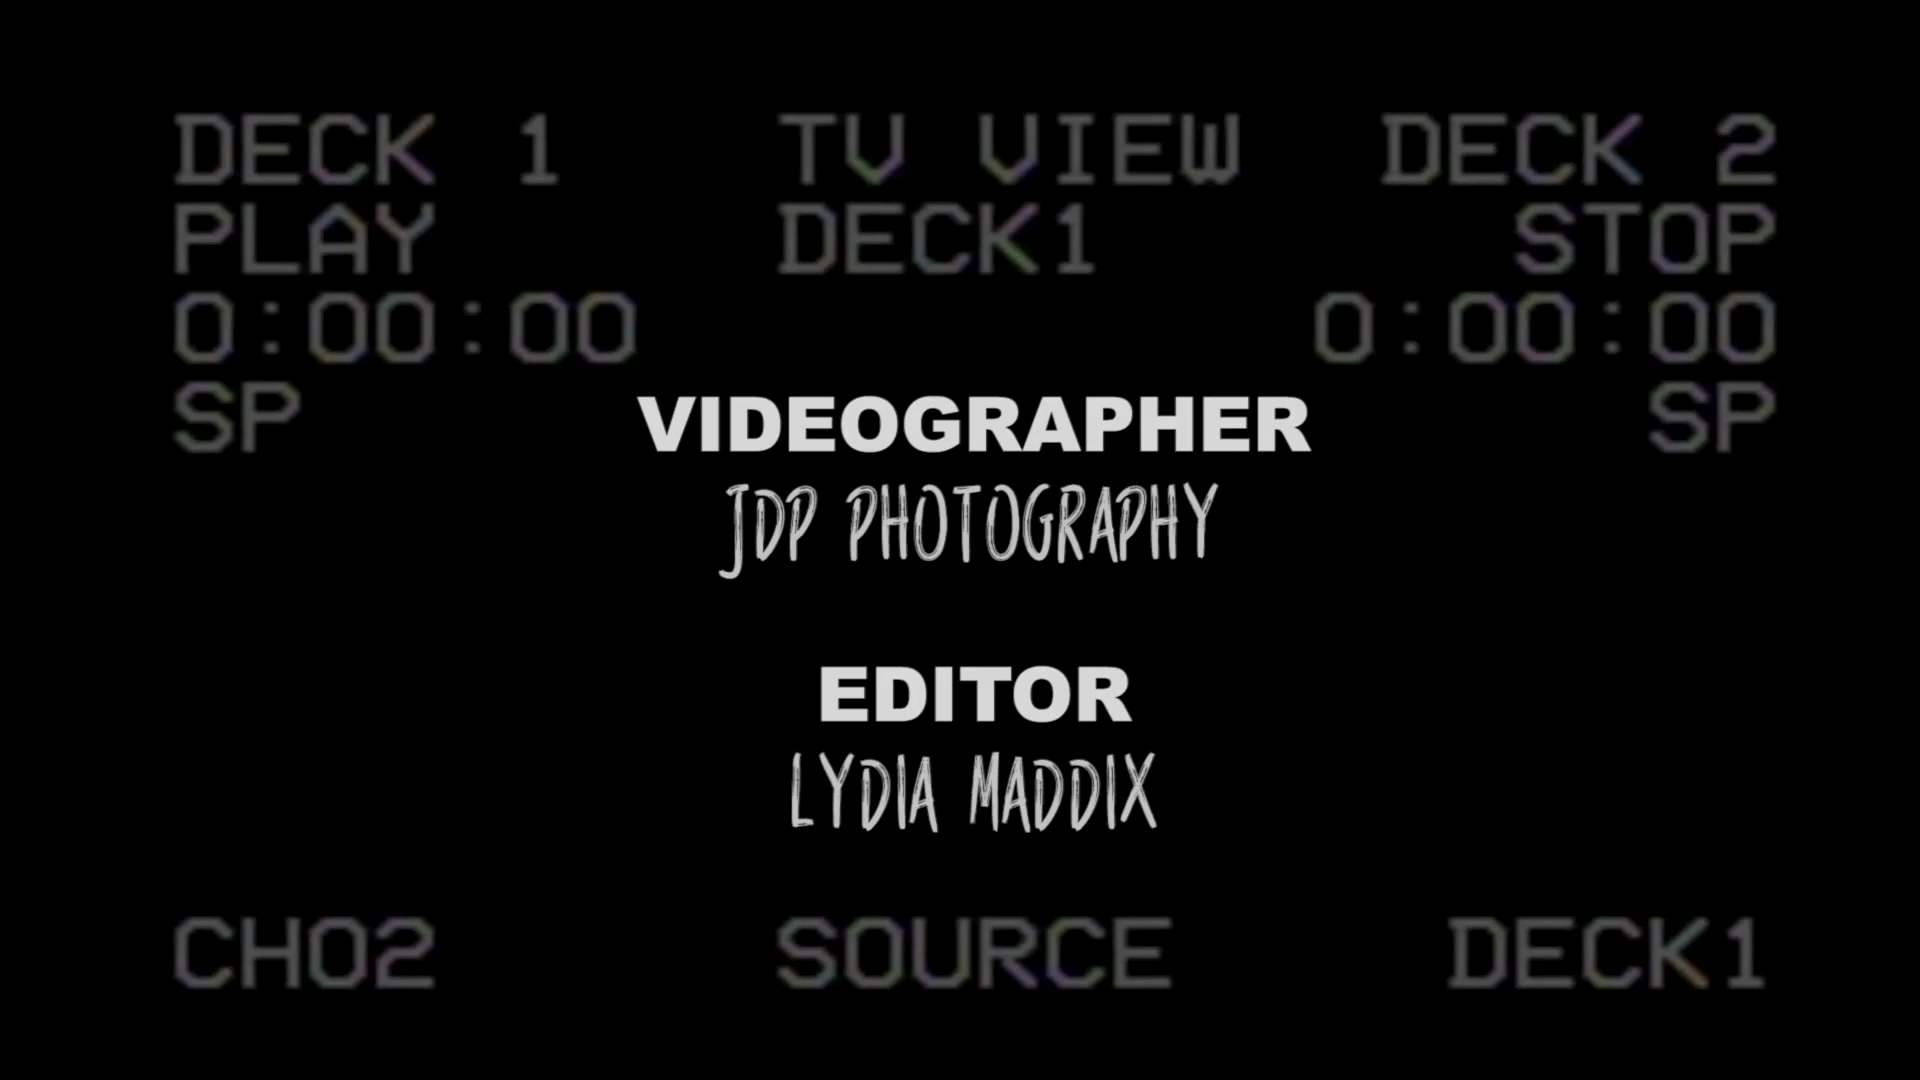 DECK 1 TV VIEW DECK 2
PLAY DECK1 STOP
0:00:00 0:00:00
SP SP
VIDEOGRAPHER
JDP PHOTOGRAPHY
EDITOR
LYDIA MADDIX
CH02 SOURCE DECK1